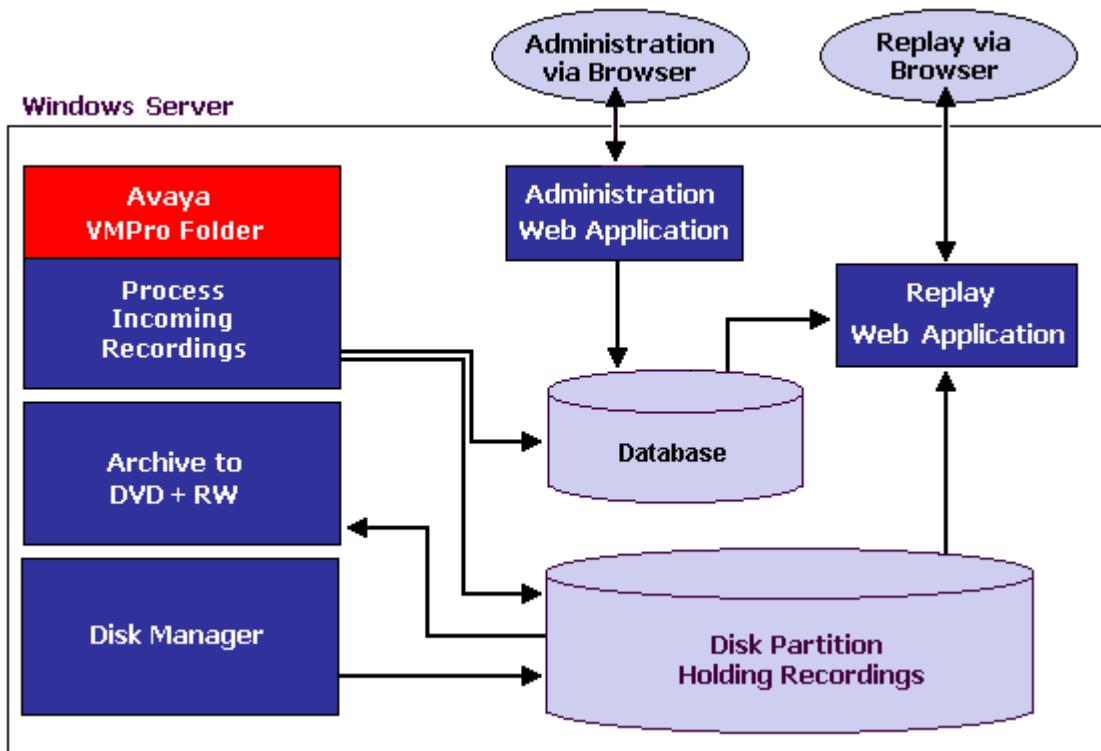 Administration
via Browser
Replay via
Browser
Windows Server
Avaya
VMPro Folder
Process
Incoming
Recordings
Administration
Web Application
Replay
Web Application
Database
Archive to
DVD + RW
Disk Manager
Disk Partition
Holding Recordings